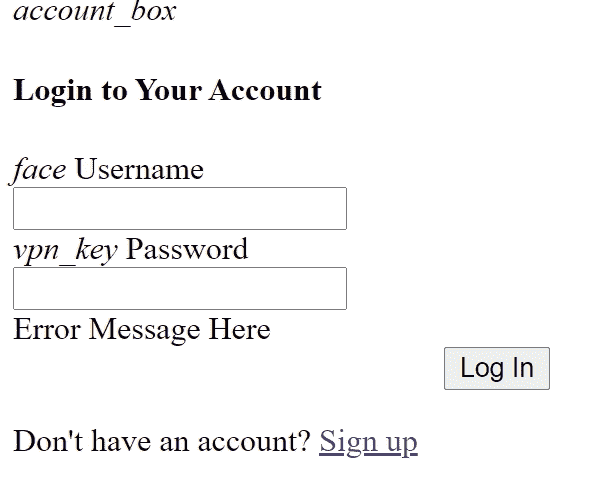 account_box
Login to Your Account
face Username
vpn_key Password
Error Message Here
Log In
Don't have an account? Sign up